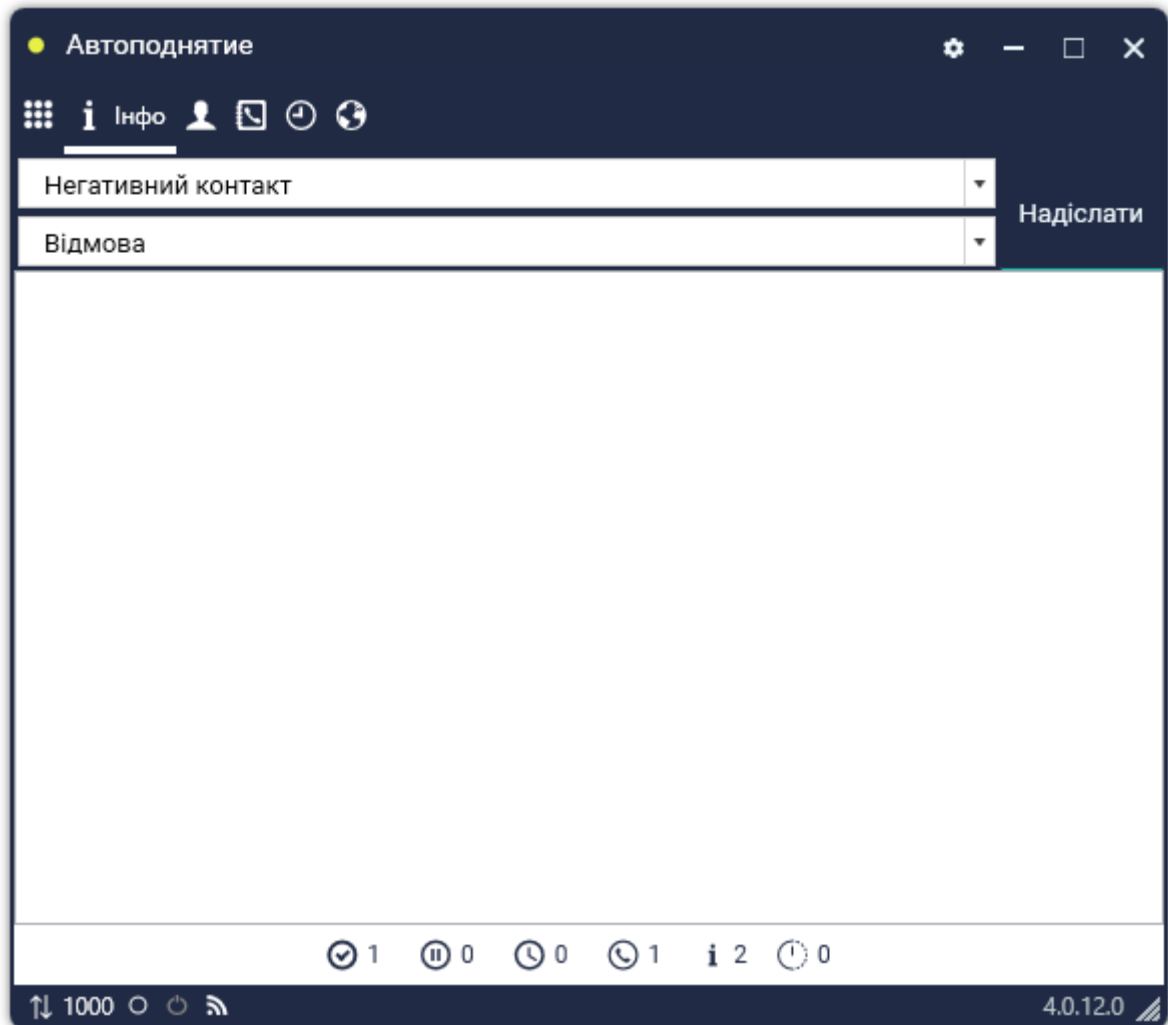 Автоподнятие
Інфо
Негативний контакт
Надіслати
Відмова
1 0 0 1 2 0
1000 4.0.12.0